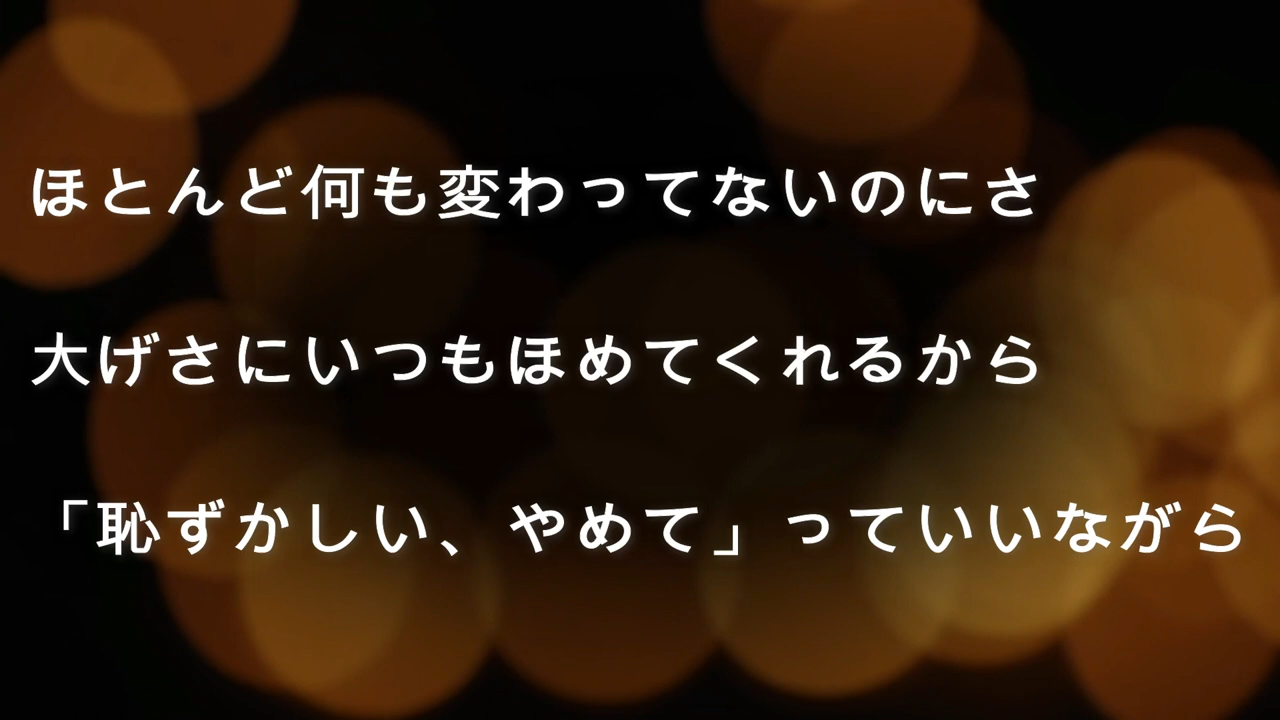 ほとんど何も変わってないのにさ
大げさにいつもほめてくれるから
「恥ずかしい、やめて」っていいながら